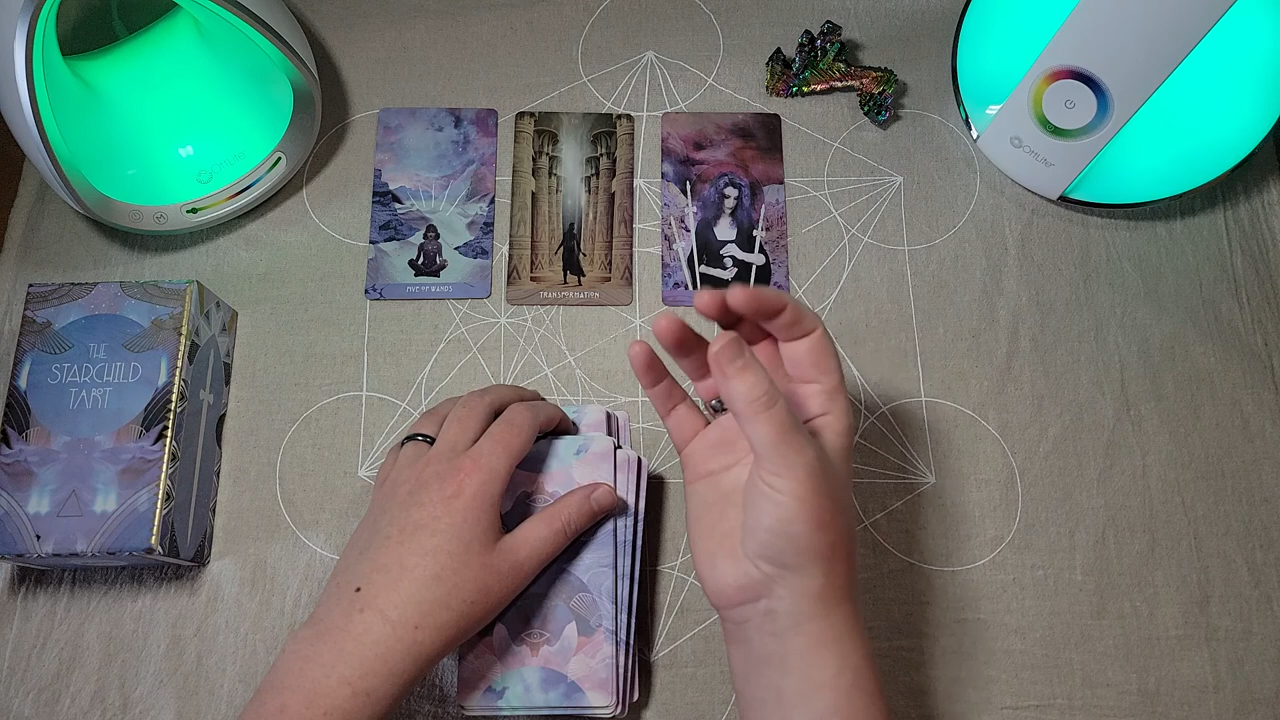 OttLite
OttLite
FIVE OF WANDS
TRANSFORMATION
THE
STARCHILD
TAROT